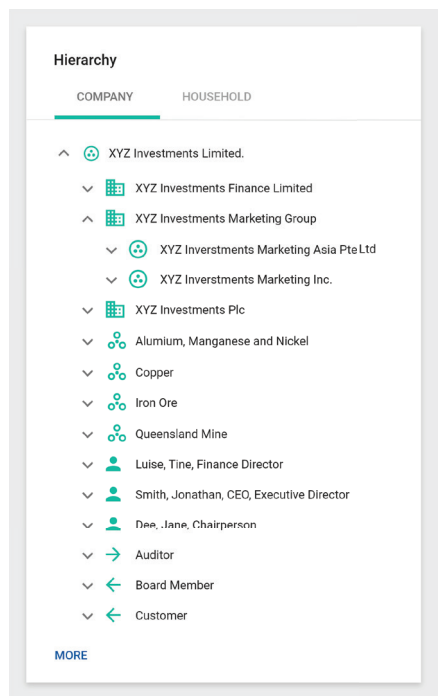 Hierarchy
COMPANY HOUSEHOLD
XYZ Investments Limited.
XYZ Investments Finance Limited
XYZ Investments Marketing Group
XYZ Inverstments Marketing Asia Pte Ltd
XYZ Inverstments Marketing Inc.
XYZ Investments Plc
Alumium, Manganese and Nickel
Copper
Iron Ore
Queensland Mine
Luise, Tine, Finance Director
Smith, Jonathan, CEO, Executive Director
Dee, Jane, Chairperson
Auditor
Board Member
Customer
MORE